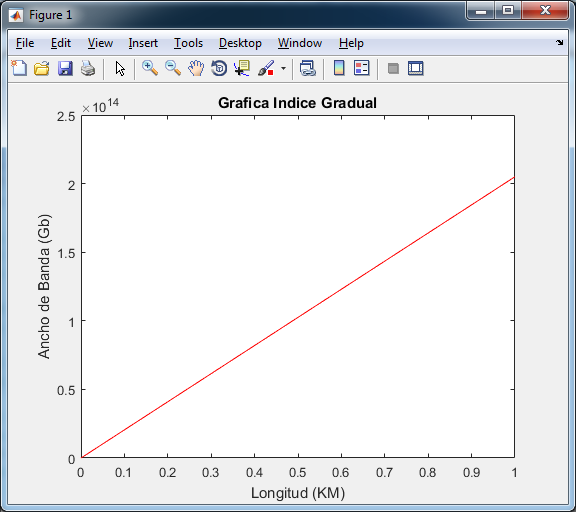 Figure 1
File Edit View Insert Tools Desktop Window Help
×10^14
Grafica Indice Gradual
2.5
2
1.5
1
0.5
0
Ancho de Banda (Gb)
0 0.1 0.2 0.3 0.4 0.5 0.6 0.7 0.8 0.9 1
Longitud (KM)